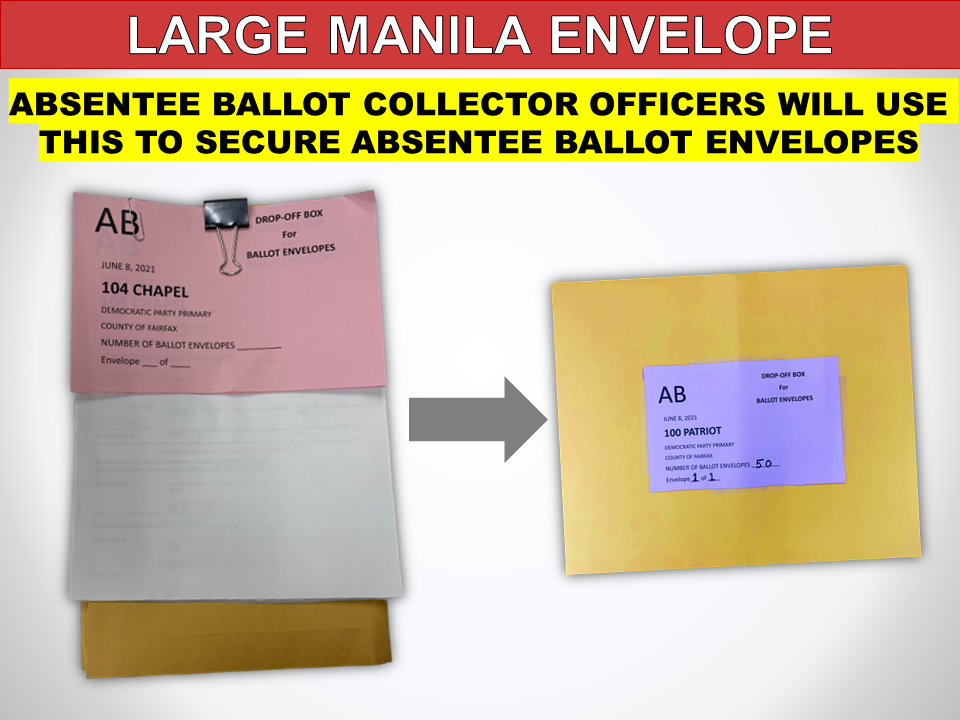 LARGE MANILA ENVELOPE
ABSENTEE BALLOT COLLECTOR OFFICERS WILL USE
THIS TO SECURE ABSENTEE BALLOT ENVELOPES
AB
DROP-OFF BOX
For
BALLOT ENVELOPES
JUNE 8, 2021
104 CHAPEL
DEMOCRATIC PARTY PRIMARY
COUNTY OF FAIRFAX
NUMBER OF BALLOT ENVELOPES ________
Envelope ___ of ____
AB
DROP-OFF BOX
For
BALLOT ENVELOPES
JUNE 8, 2021
100 PATRIOT
DEMOCRATIC PARTY PRIMARY
COUNTY OF FAIRFAX
NUMBER OF BALLOT ENVELOPES 50
Envelope 1 of 1